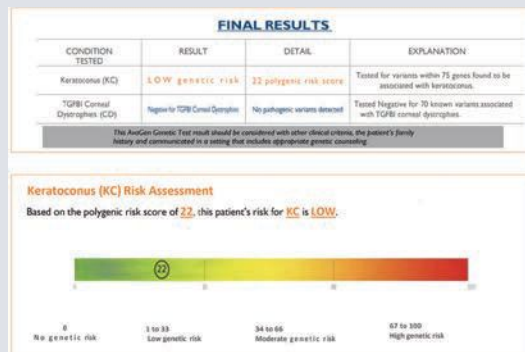 FINAL RESULTS
CONDITION TESTED
RESULT
DETAIL
EXPLANATION
Keratoconus (KC)
LOW genetic risk
22 polygenic risk score
Tested for variants within 75 genes found to be
associated with keratoconus.
TGFBI Corneal
Dystrophies (CD)
Negative for TGFBI Corneal Dystrophies
No pathogenic variants detected
Tested Negative for 70 known variants associated
with TGFBI corneal dystrophies.
This AvaGen Genetic Test result should be considered with other clinical criteria, the patient's family
history and communicated in a setting that includes appropriate genetic counseling.
Keratoconus (KC) Risk Assessment
Based on the polygenic risk score of 22, this patient's risk for KC is LOW.
22
0
No genetic risk
1 to 33
Low genetic risk
34 to 66
Moderate genetic risk
67 to 100
High genetic risk